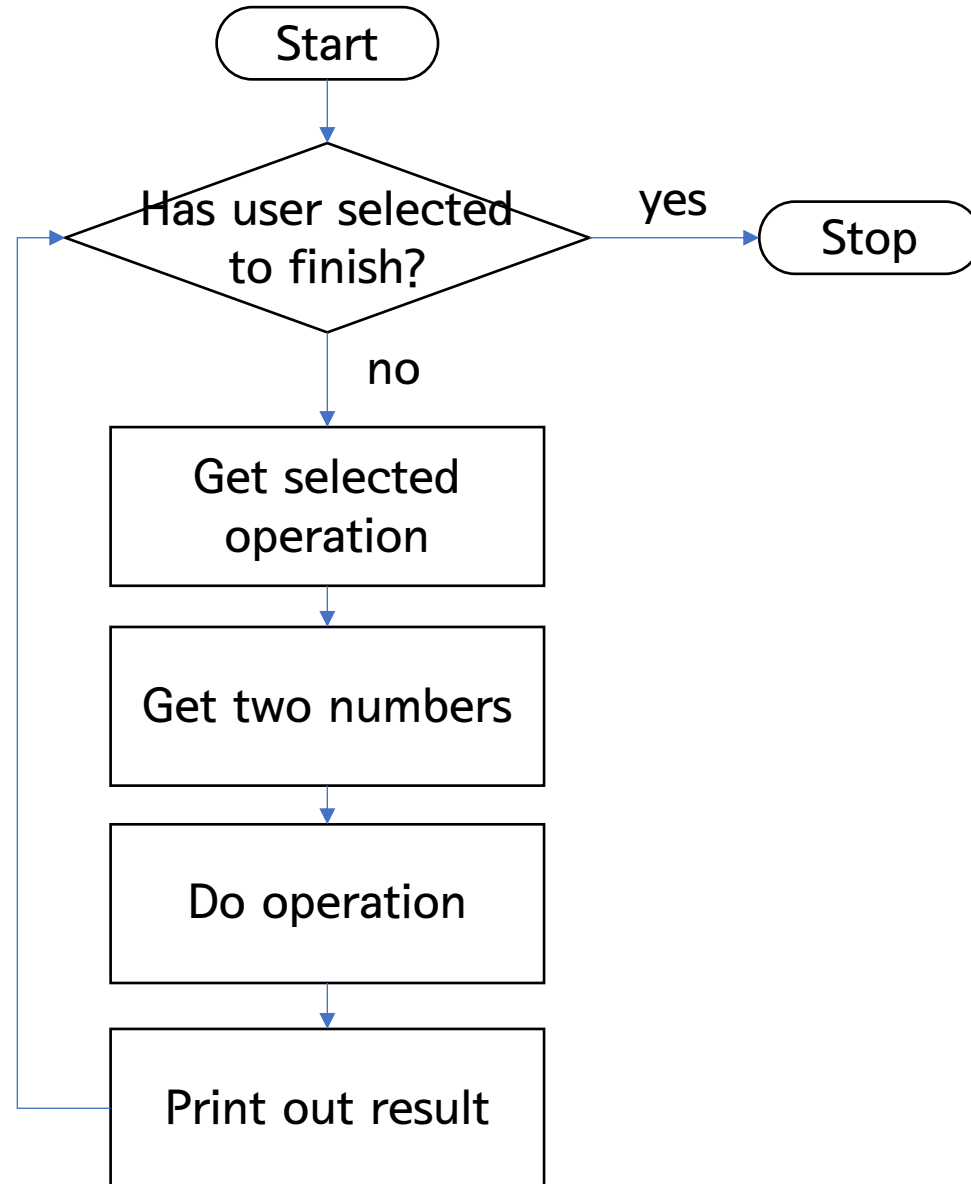 Start
Has user selected
to finish?
yes
Stop
no
Get selected
operation
Get two numbers
Do operation
Print out result